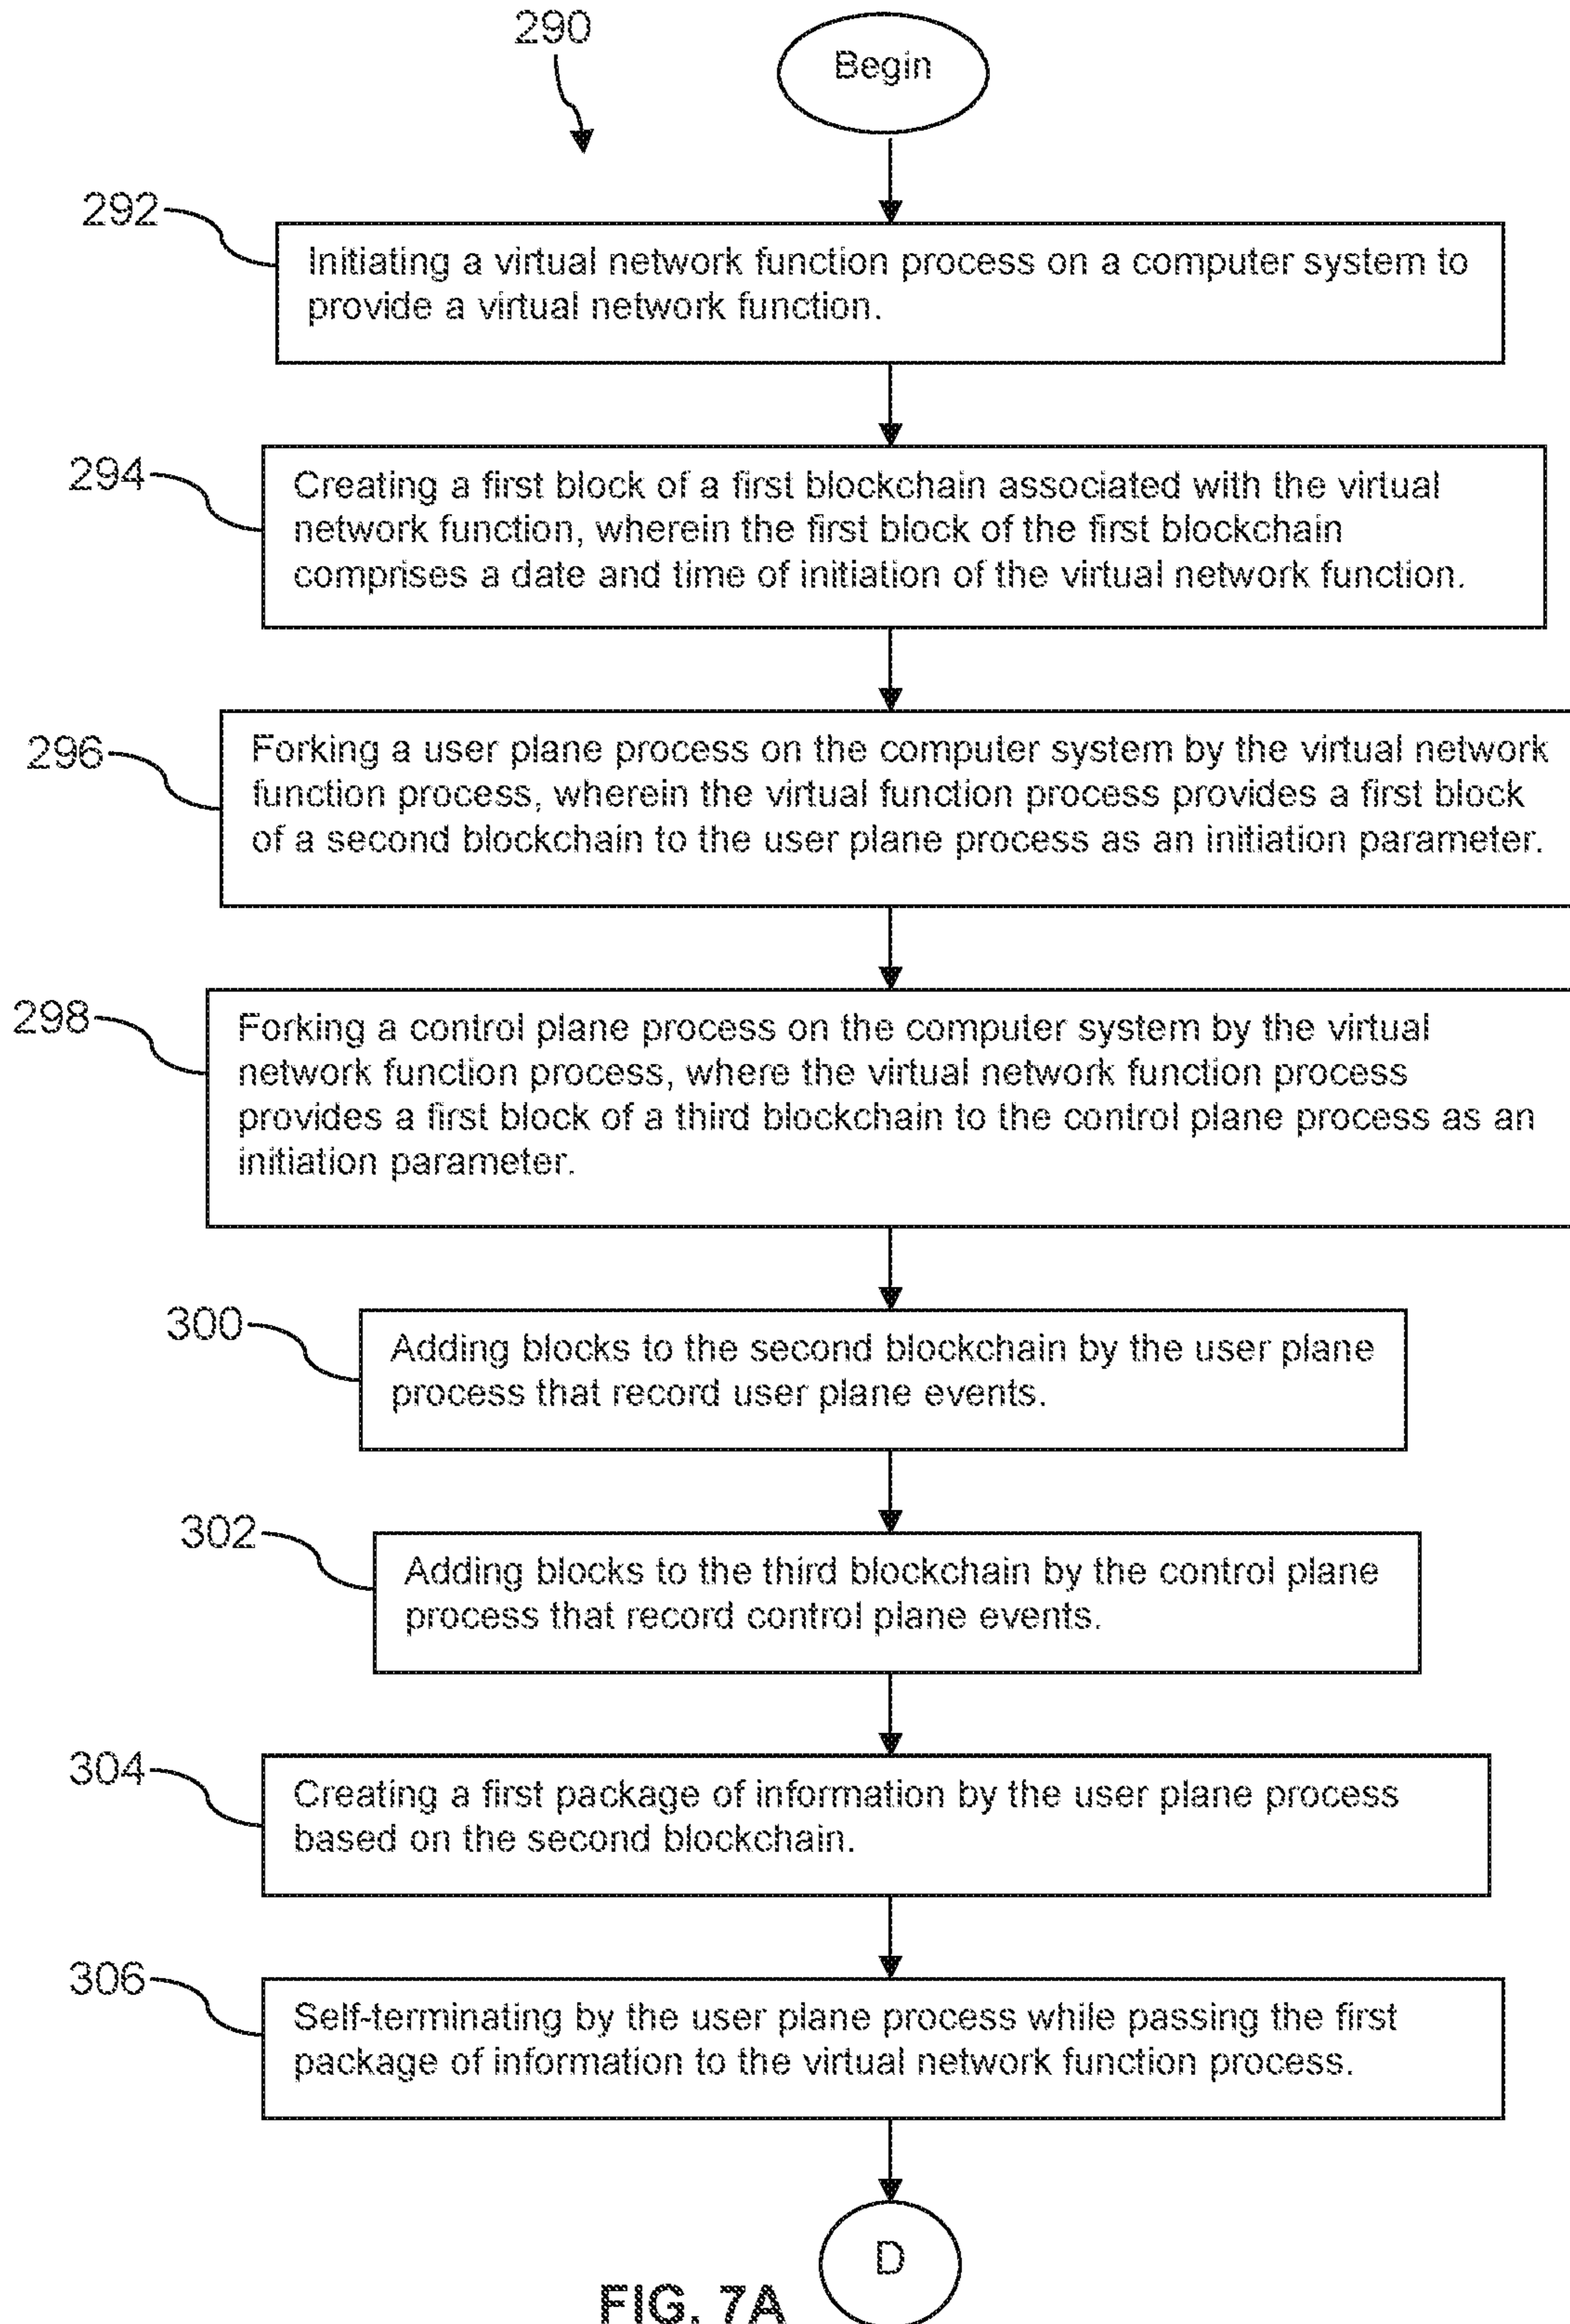 290
Begin
292
Initiating a virtual network function process on a computer system to
provide a virtual network function.
294
Creating a first block of a first blockchain associated with the virtual
network function, wherein the first block of the first blockchain
comprises a date and time of initiation of the virtual network function.
296
Forking a user plane process on the computer system by the virtual network
function process, wherein the virtual function process provides a first block
of a second blockchain to the user plane process as an initiation parameter.
298
Forking a control plane process on the computer system by the virtual
network function process, where the virtual network function process
provides a first block of a third blockchain to the control plane process as an
initiation parameter.
300
Adding blocks to the second blockchain by the user plane
process that record user plane events.
302
Adding blocks to the third blockchain by the control plane
process that record control plane events.
304
Creating a first package of information by the user plane process
based on the second blockchain.
306
Self-terminating by the user plane process while passing the first
package of information to the virtual network function process.
D
FIG. 7A